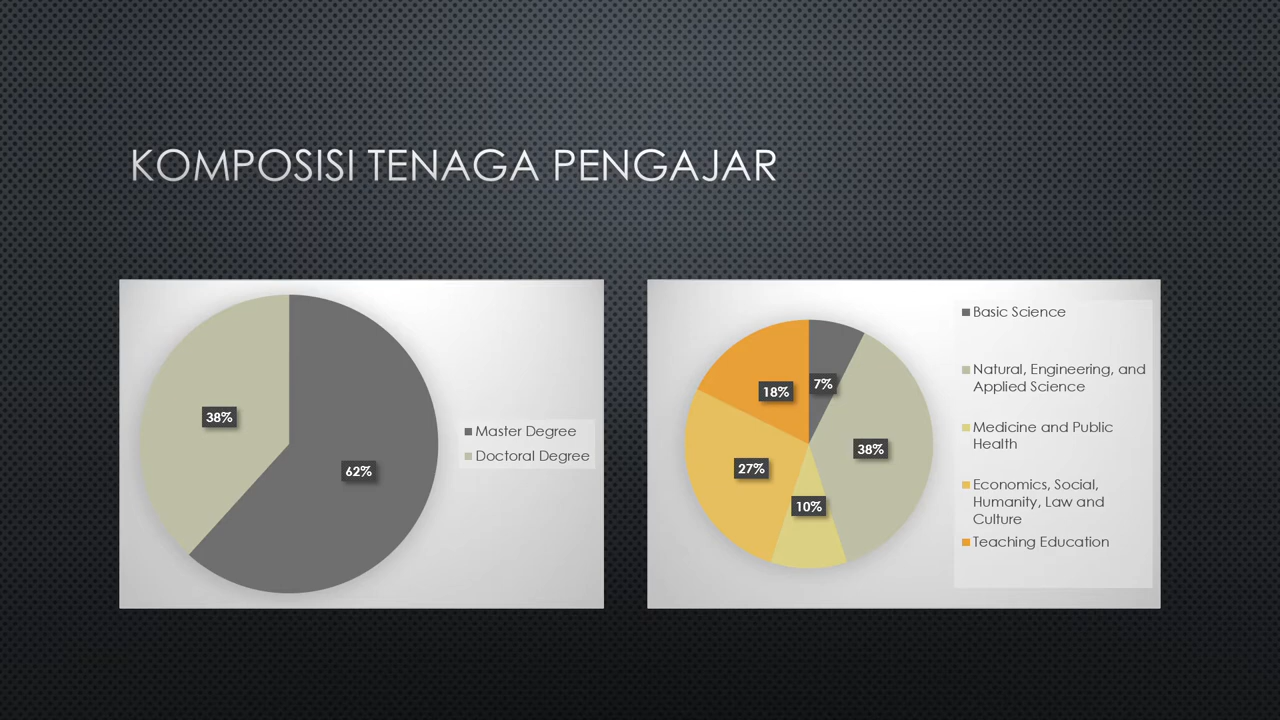 KOMPOSISI TENAGA PENGAJAR
38%
62%
Master Degree
Doctoral Degree
18%
7%
38%
27%
10%
Basic Science
Natural, Engineering, and
Applied Science
Medicine and Public
Health
Economics, Social,
Humanity, Law and
Culture
Teaching Education